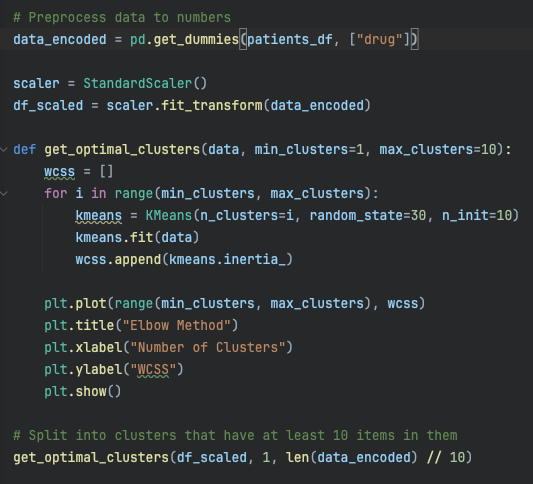 # Preprocess data to numbers
data_encoded = pd.get_dummies(patients_df, ["drug"])
scaler = StandardScaler()
df_scaled = scaler.fit_transform(data_encoded)
def get_optimal_clusters(data, min_clusters=1, max_clusters=10):
    wcss = []
    for i in range(min_clusters, max_clusters):
        kmeans = KMeans(n_clusters=i, random_state=30, n_init=10)
        kmeans.fit(data)
        wcss.append(kmeans.inertia_)
    plt.plot(range(min_clusters, max_clusters), wcss)
    plt.title("Elbow Method")
    plt.xlabel("Number of Clusters")
    plt.ylabel("WCSS")
    plt.show()
# Split into clusters that have at least 10 items in them
get_optimal_clusters(df_scaled, 1, len(data_encoded) // 10)